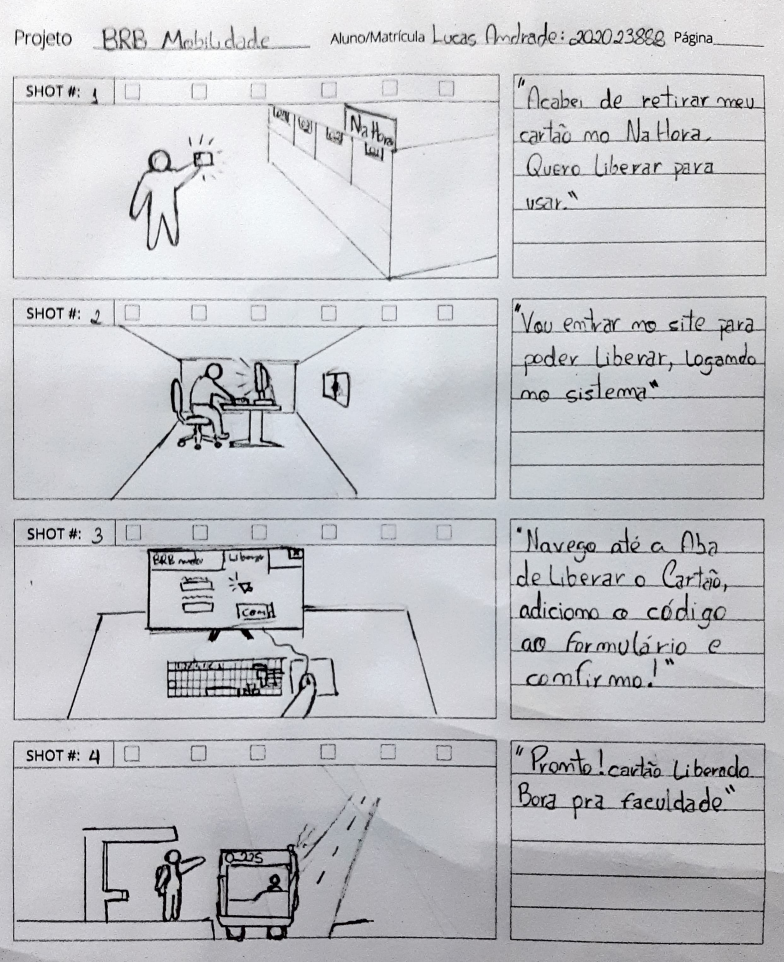 Projeto BRB Mobilidade Aluno/Matrícula Lucas Andrade: 202023888 Página
SHOT #: 1
Na Hora
"Acabei de retirar meu
cartão no Na Hora.
Quero Liberar para
usar."
SHOT #: 2
"Vou entrar no site para
poder Liberar, Logando
no sistema"
SHOT #: 3
BRB
"Navego até a Aba
de Liberar o Cartão,
adiciono o código
ao formulário e
confirmo!"
SHOT #: 4
0.225
"Pronto! cartão Liberado.
Bora pra faculdade"